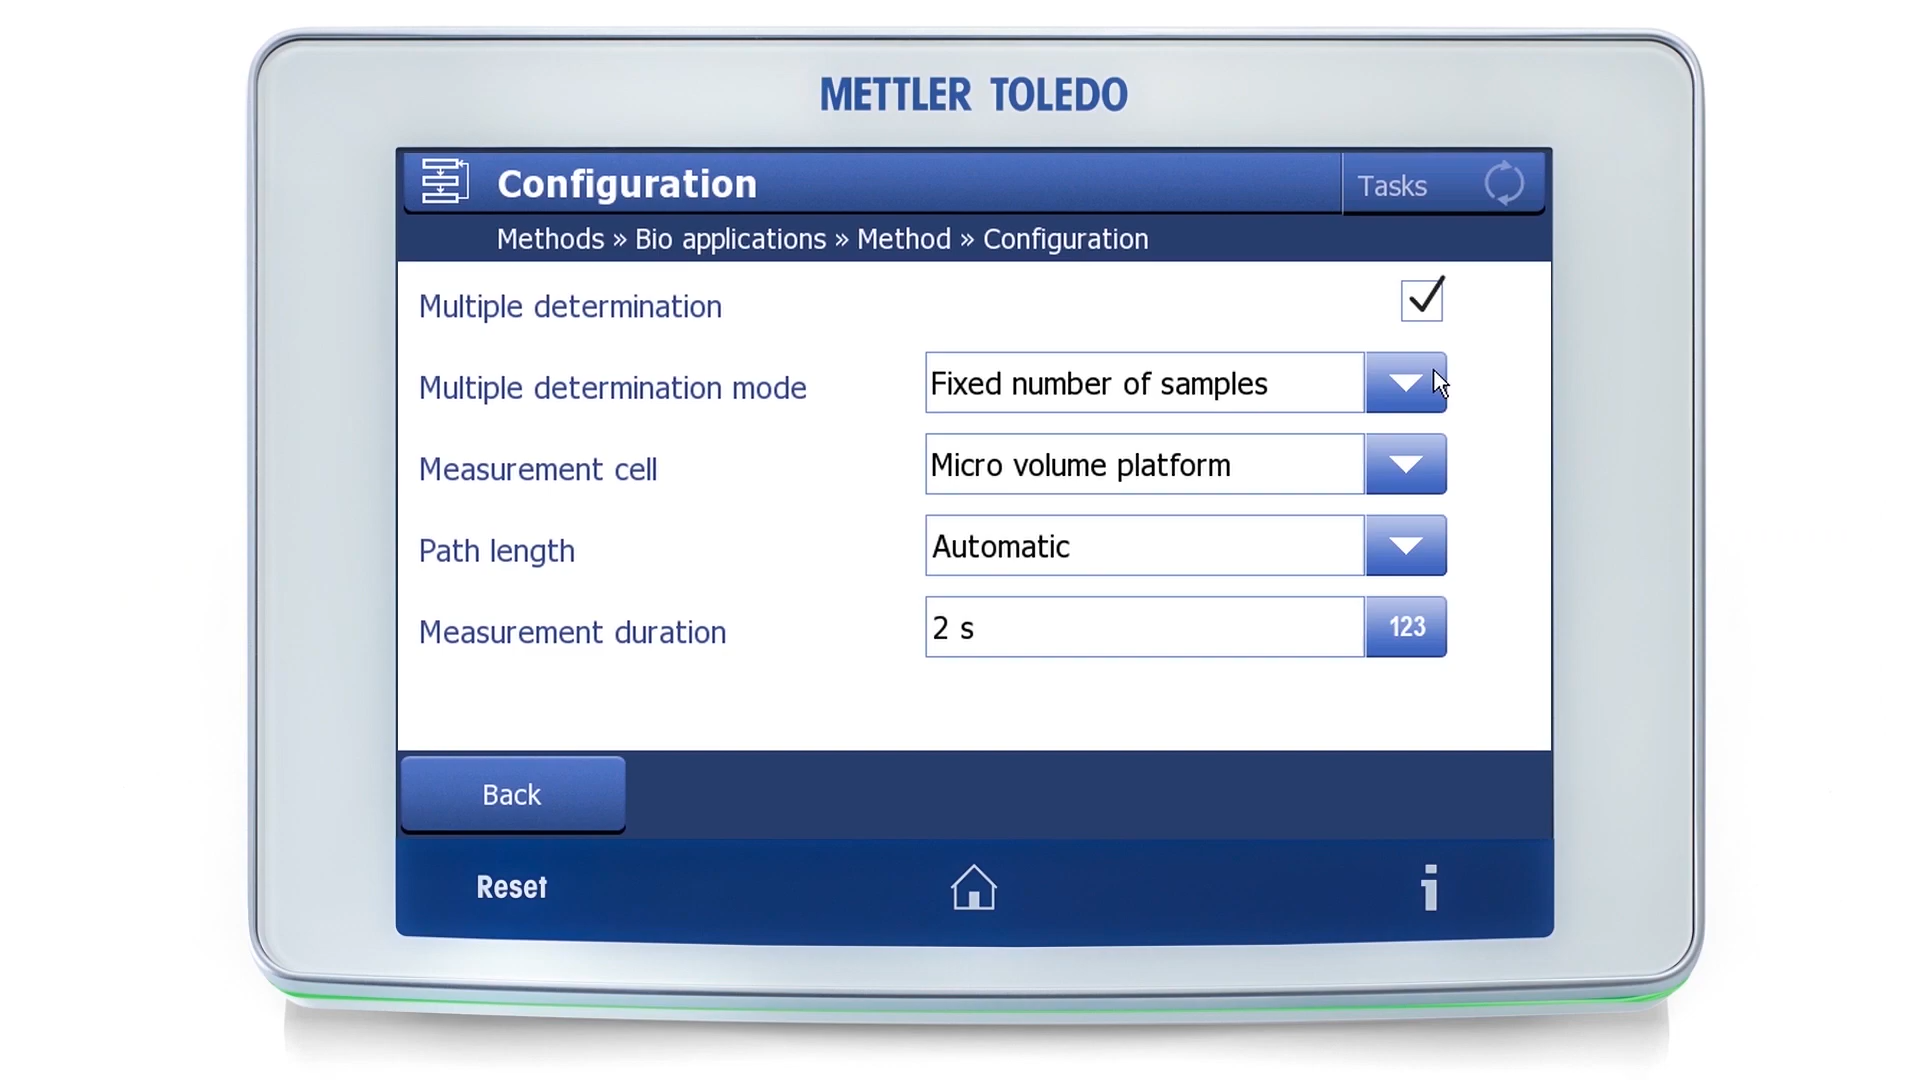 METTLER TOLEDO
Configuration
Tasks
Methods » Bio applications » Method » Configuration
Multiple determination
Multiple determination mode
Fixed number of samples
Measurement cell
Micro volume platform
Path length
Automatic
Measurement duration
2 s
123
Back
Reset